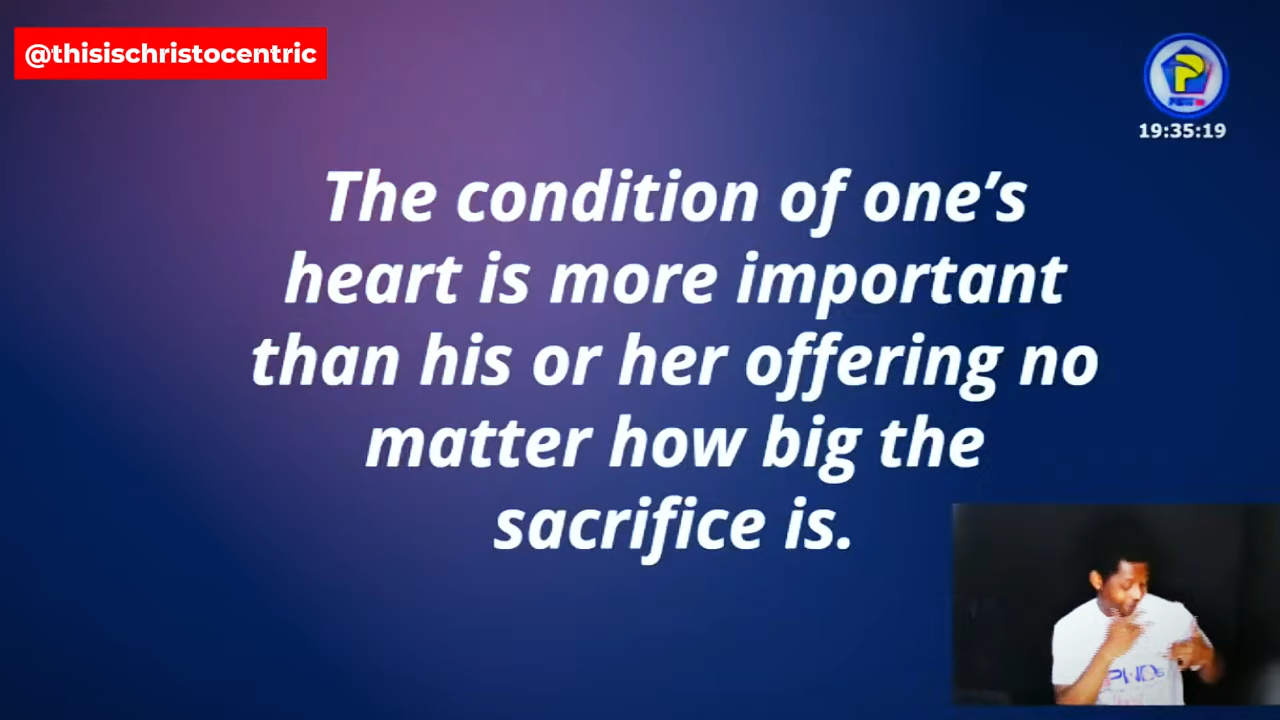 @thisischristocentric
P
19:35:19
The condition of one’s
heart is more important
than his or her offering no
matter how big the
sacrifice is.